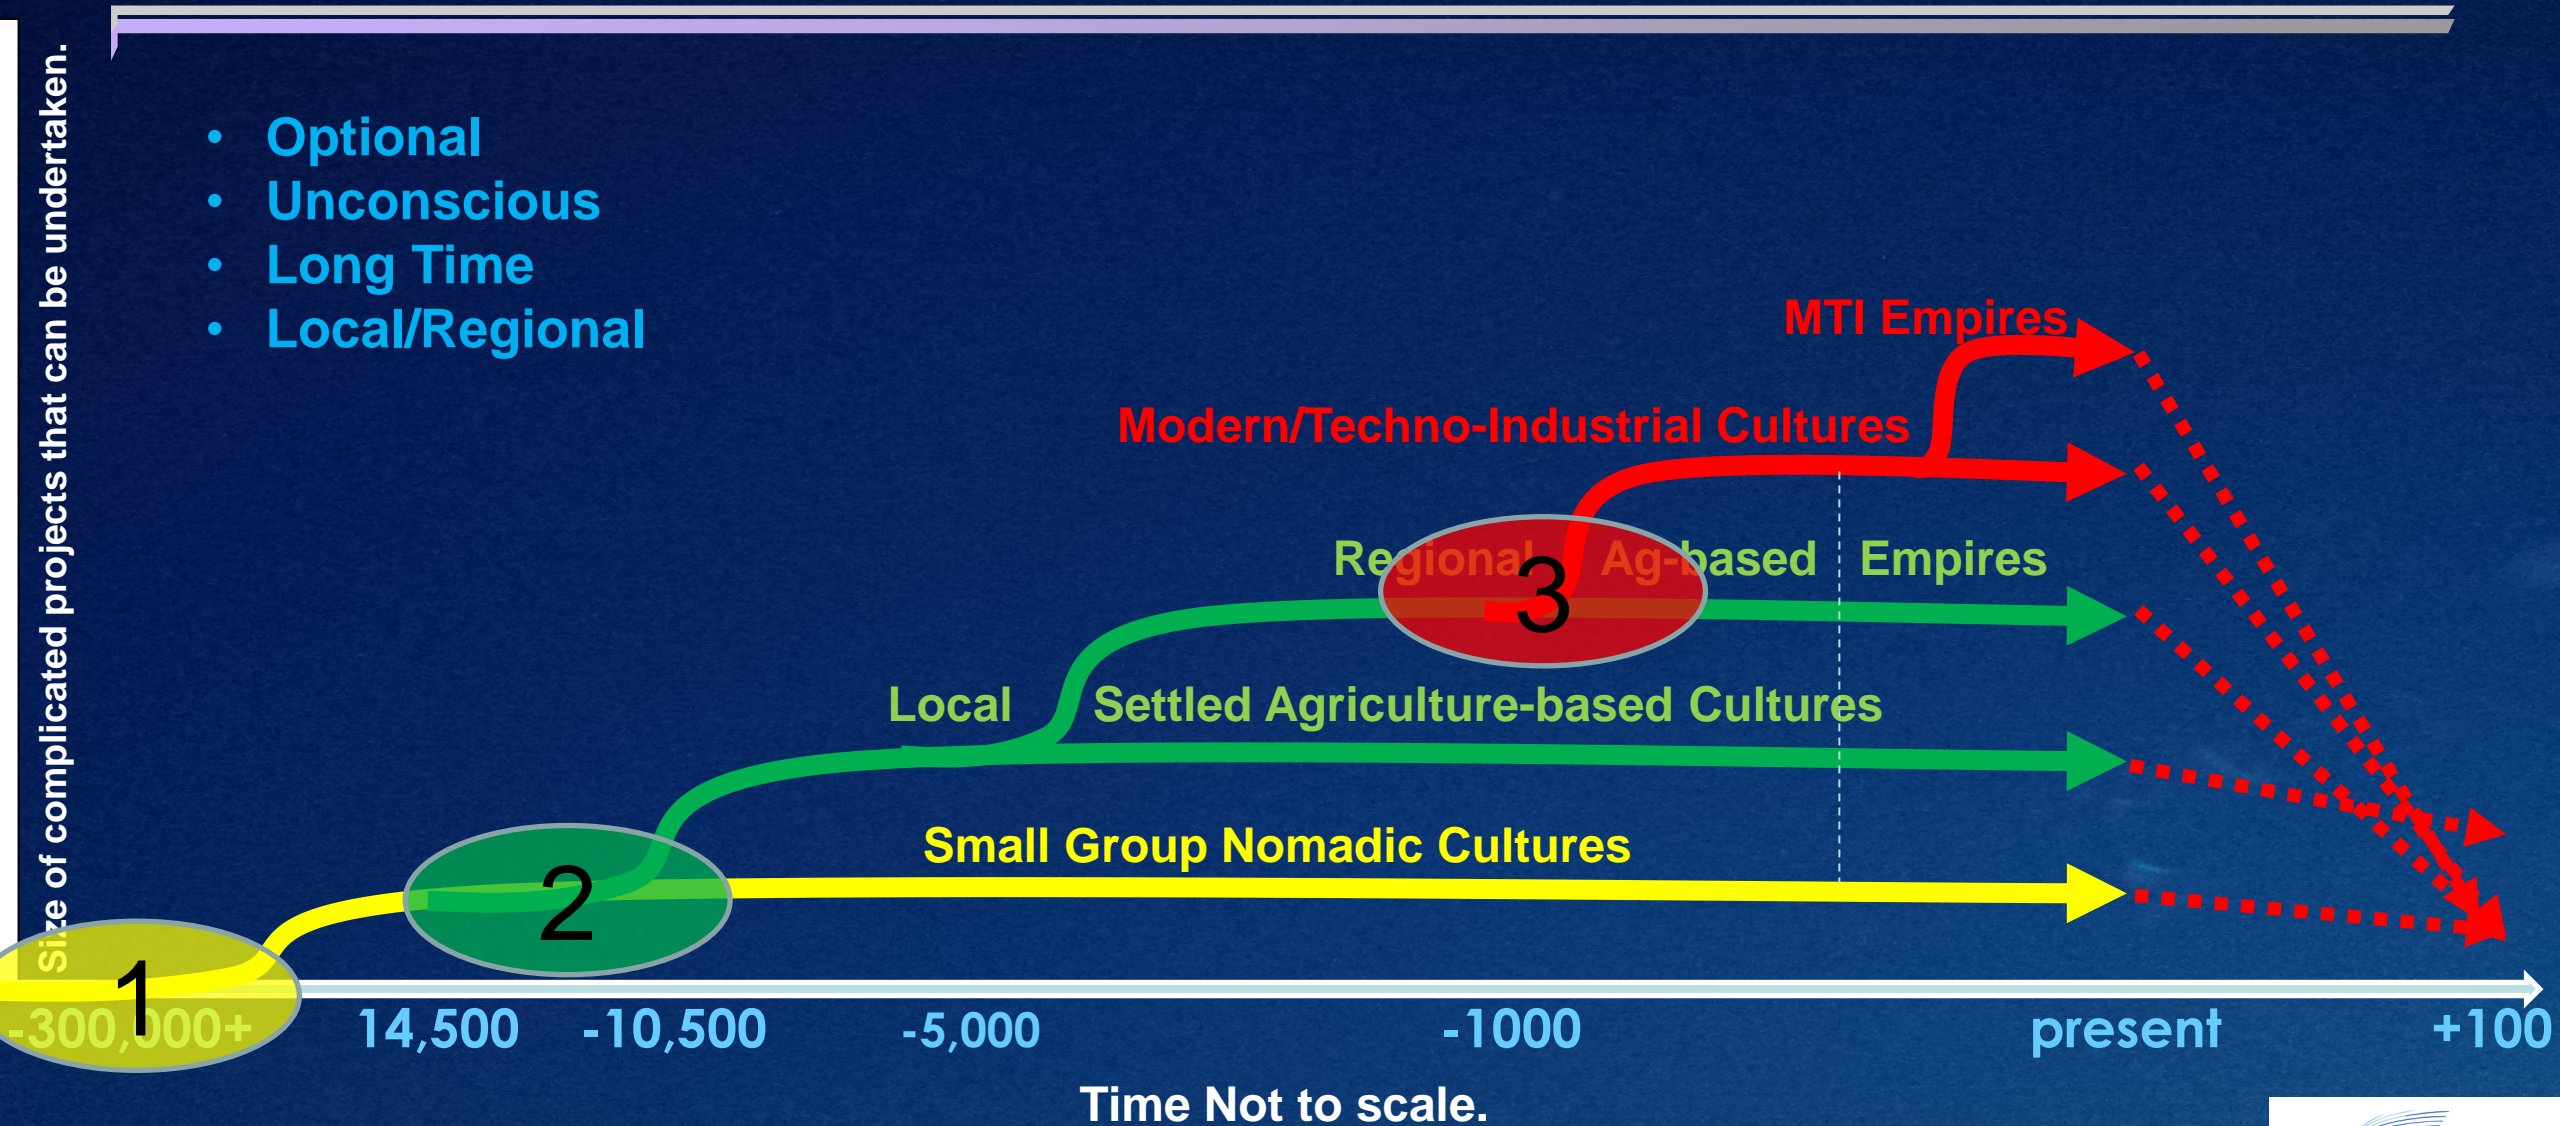 Size of complicated projects that can be undertaken.
• Optional
• Unconscious
• Long Time
• Local/Regional
MTI Empires
Modern/Techno-Industrial Cultures
Regional Ag-based Empires
3
Local Settled Agriculture-based Cultures
Small Group Nomadic Cultures
2
1
-300,000+ 14,500 -10,500 -5,000 -1000 present +100
Time Not to scale.